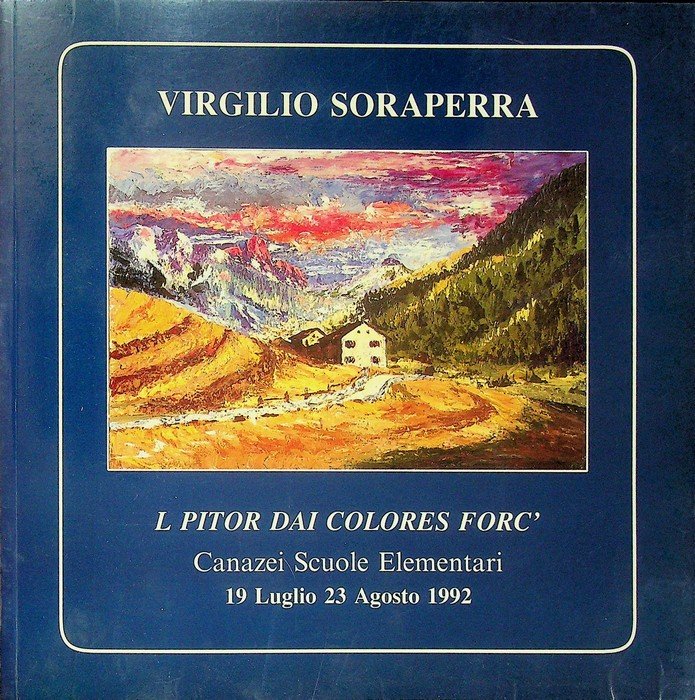 VIRGILIO SORAPERRA
L PITOR DAI COLORES FORC’
Canazei Scuole Elementari
19 Luglio 23 Agosto 1992